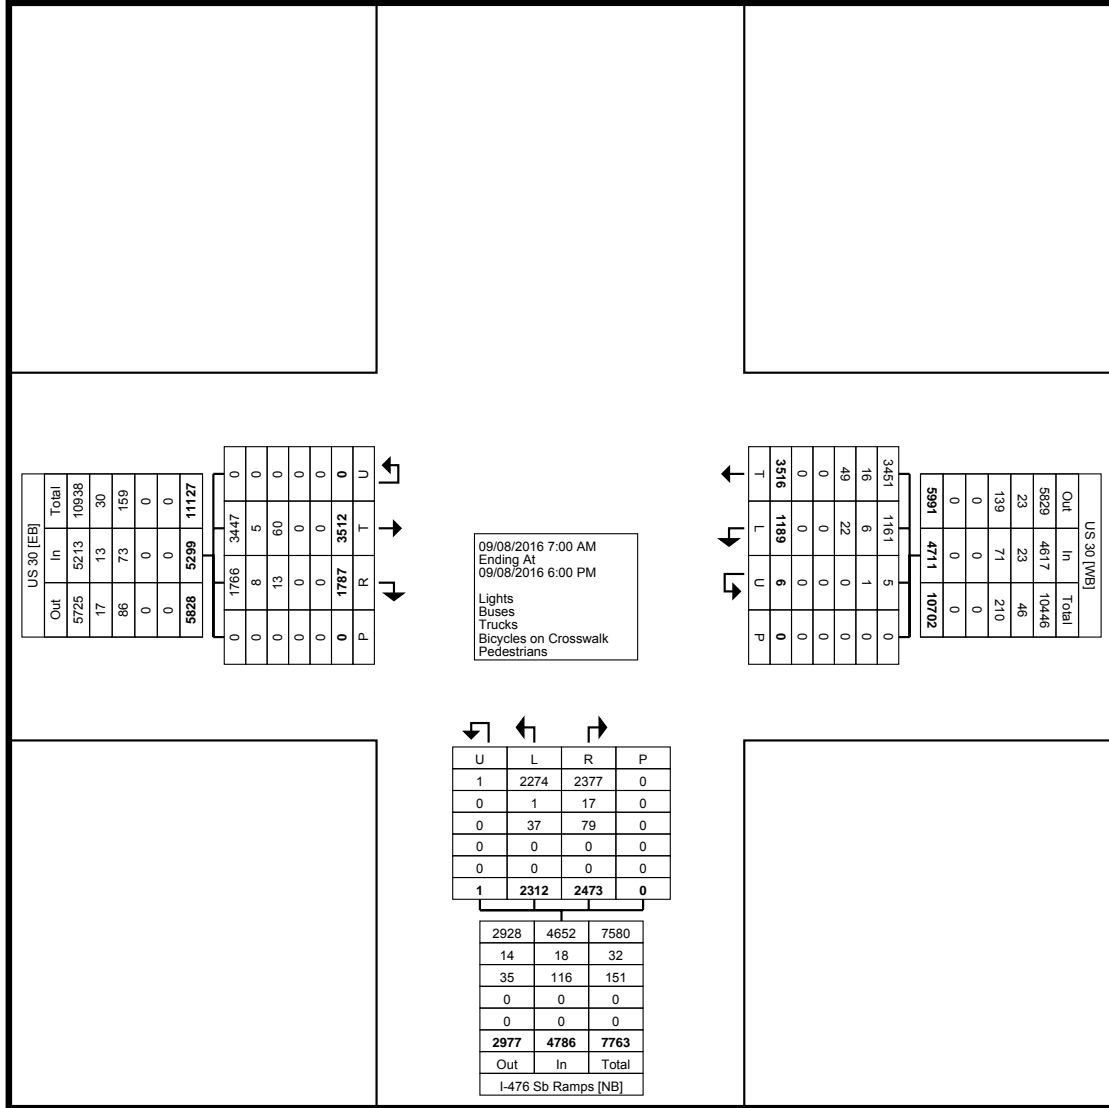 US 30 [EB]
Total 10938 30 159 0 0 11127
In 5213 13 73 0 0 5299
Out 5725 17 86 0 0 5828
0 0 0 0 0 0 U
3447 5 60 0 0 3512 T
1766 8 13 0 0 1787 R
0 0 0 0 0 0 P
09/08/2016 7:00 AM
Ending At
09/08/2016 6:00 PM
Lights
Buses
Trucks
Bicycles on Crosswalk
Pedestrians
US 30 [WB]
Out 5829 23 139 0 0 5991
In 4617 23 71 0 0 4711
Total 10446 46 210 0 0 10702
3451 16 49 0 0 3516 T
1161 6 22 0 0 1189 L
5 1 0 0 0 6 U
0 0 0 0 0 0 P
U L R P
1 2274 2377 0
0 1 17 0
0 37 79 0
0 0 0 0
0 0 0 0
1 2312 2473 0
2928 4652 7580
14 18 32
35 116 151
0 0 0
0 0 0
2977 4786 7763
Out In Total
I-476 Sb Ramps [NB]